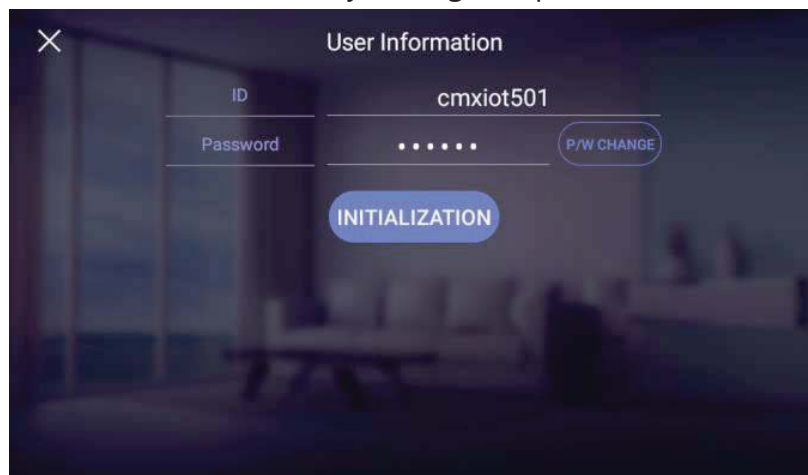 User Information
ID cmxiot501
Password •••••• P/W CHANGE
INITIALIZATION